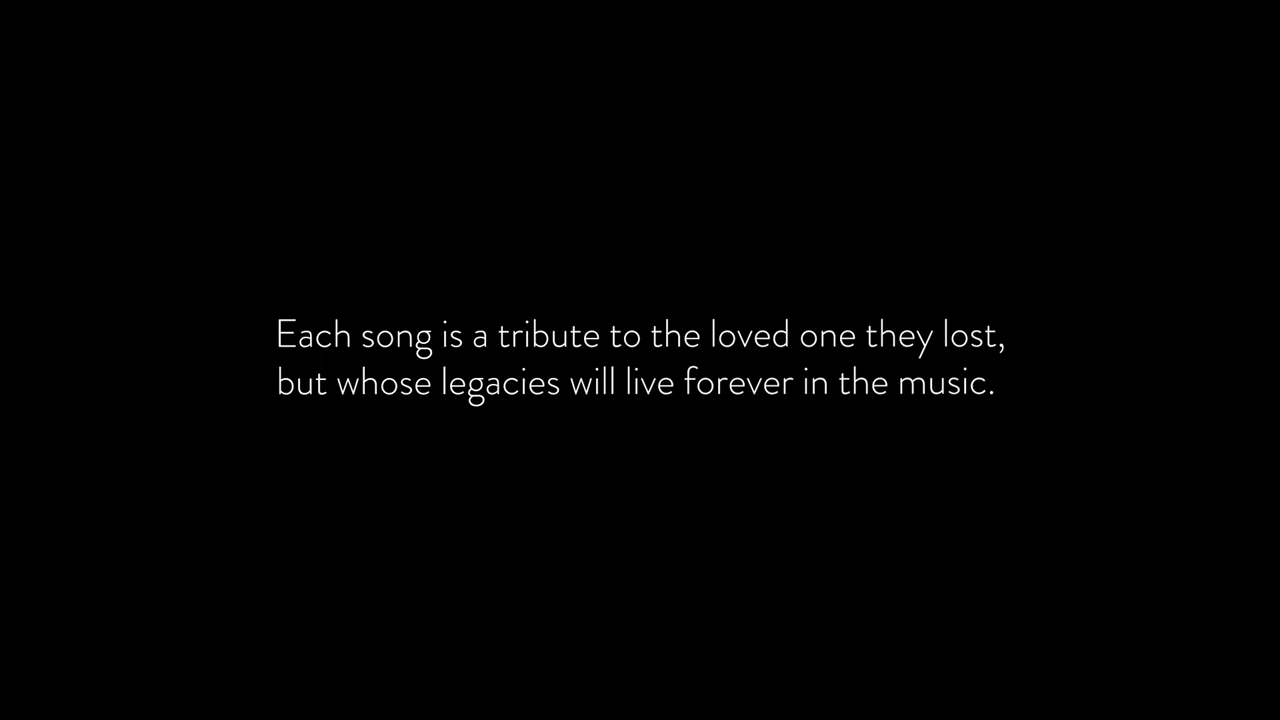 Each song is a tribute to the loved one they lost,
but whose legacies will live forever in the music.